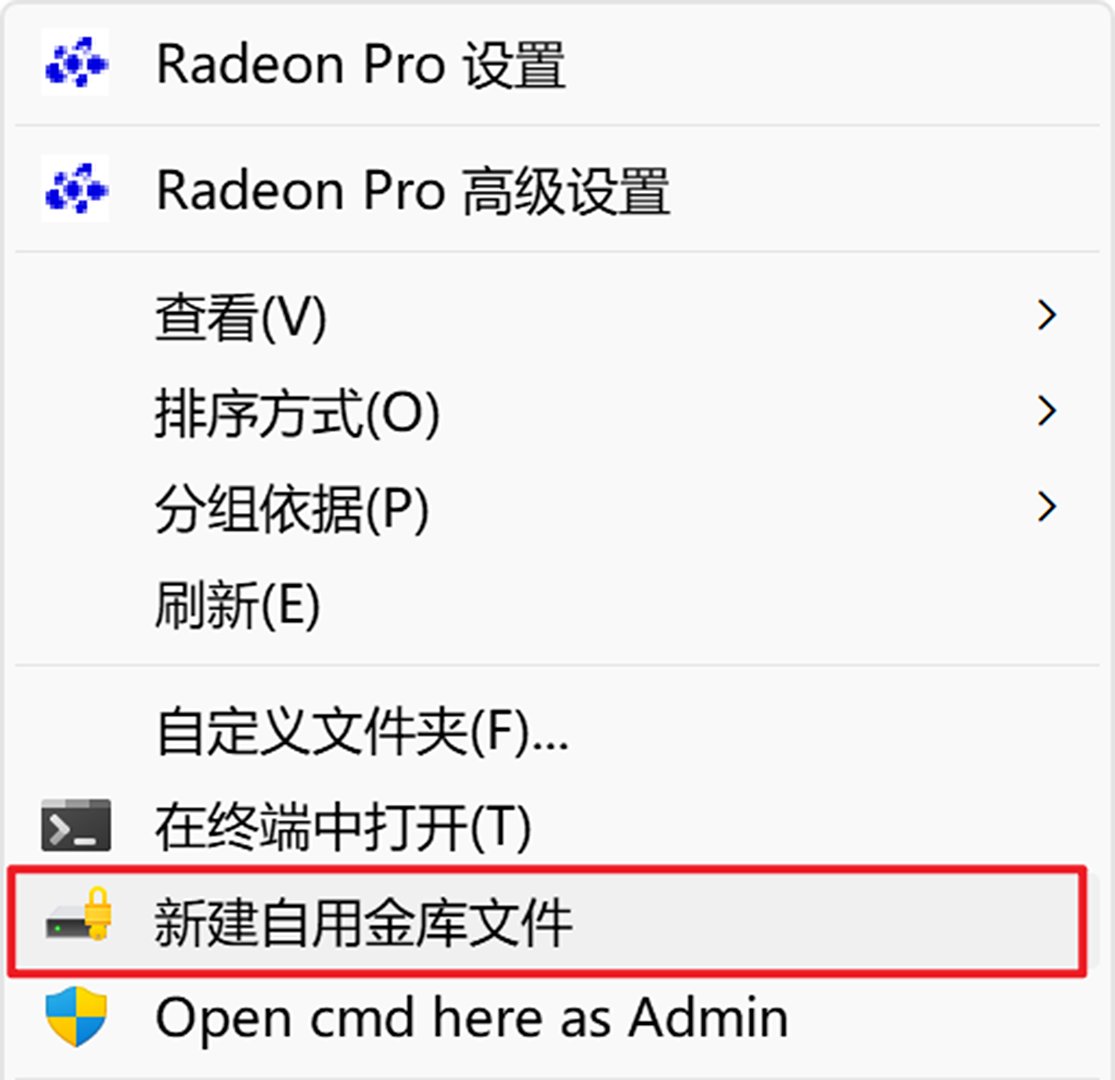 Radeon Pro 设置
Radeon Pro 高级设置
查看(V)
排序方式(O)
分组依据(P)
刷新(E)
自定义文件夹(F)...
在终端中打开(T)
新建自用金库文件
Open cmd here as Admin